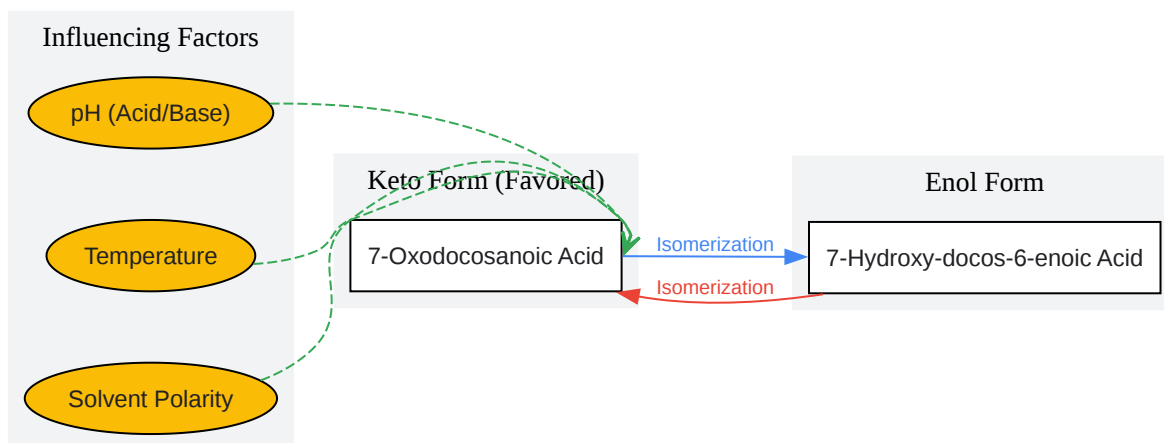 Influencing Factors
pH (Acid/Base)
Temperature
Solvent Polarity
Keto Form (Favored)
7-Oxodocosanoic Acid
Isomerization
Isomerization
Enol Form
7-Hydroxy-docos-6-enoic Acid